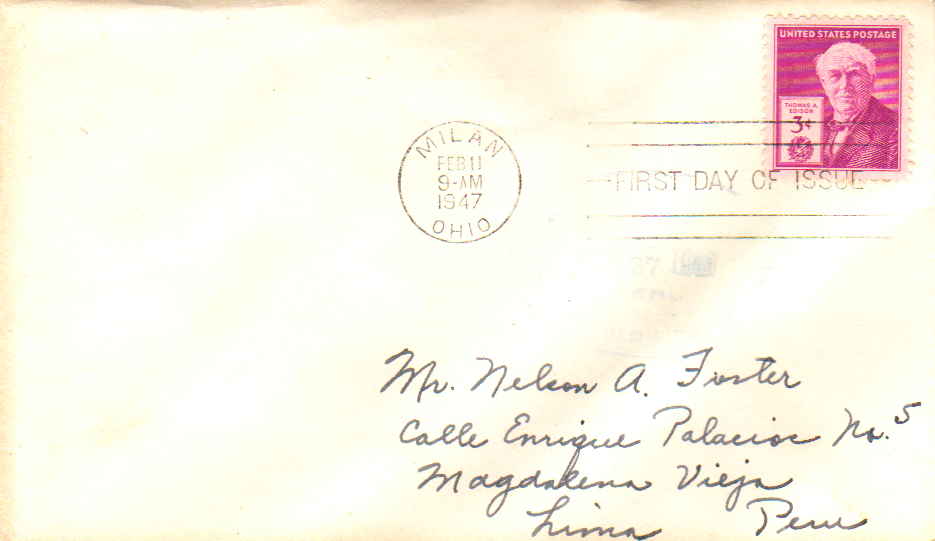 UNITED STATES POSTAGE
THOMAS A.
EDISON
3¢
MILAN
FEB 11
9-AM
1947
OHIO
FIRST DAY OF ISSUE
Mr. Nelson A. Foster
Calle Enrique Palacios No. 5
Magdalena Vieja
Lima Peru